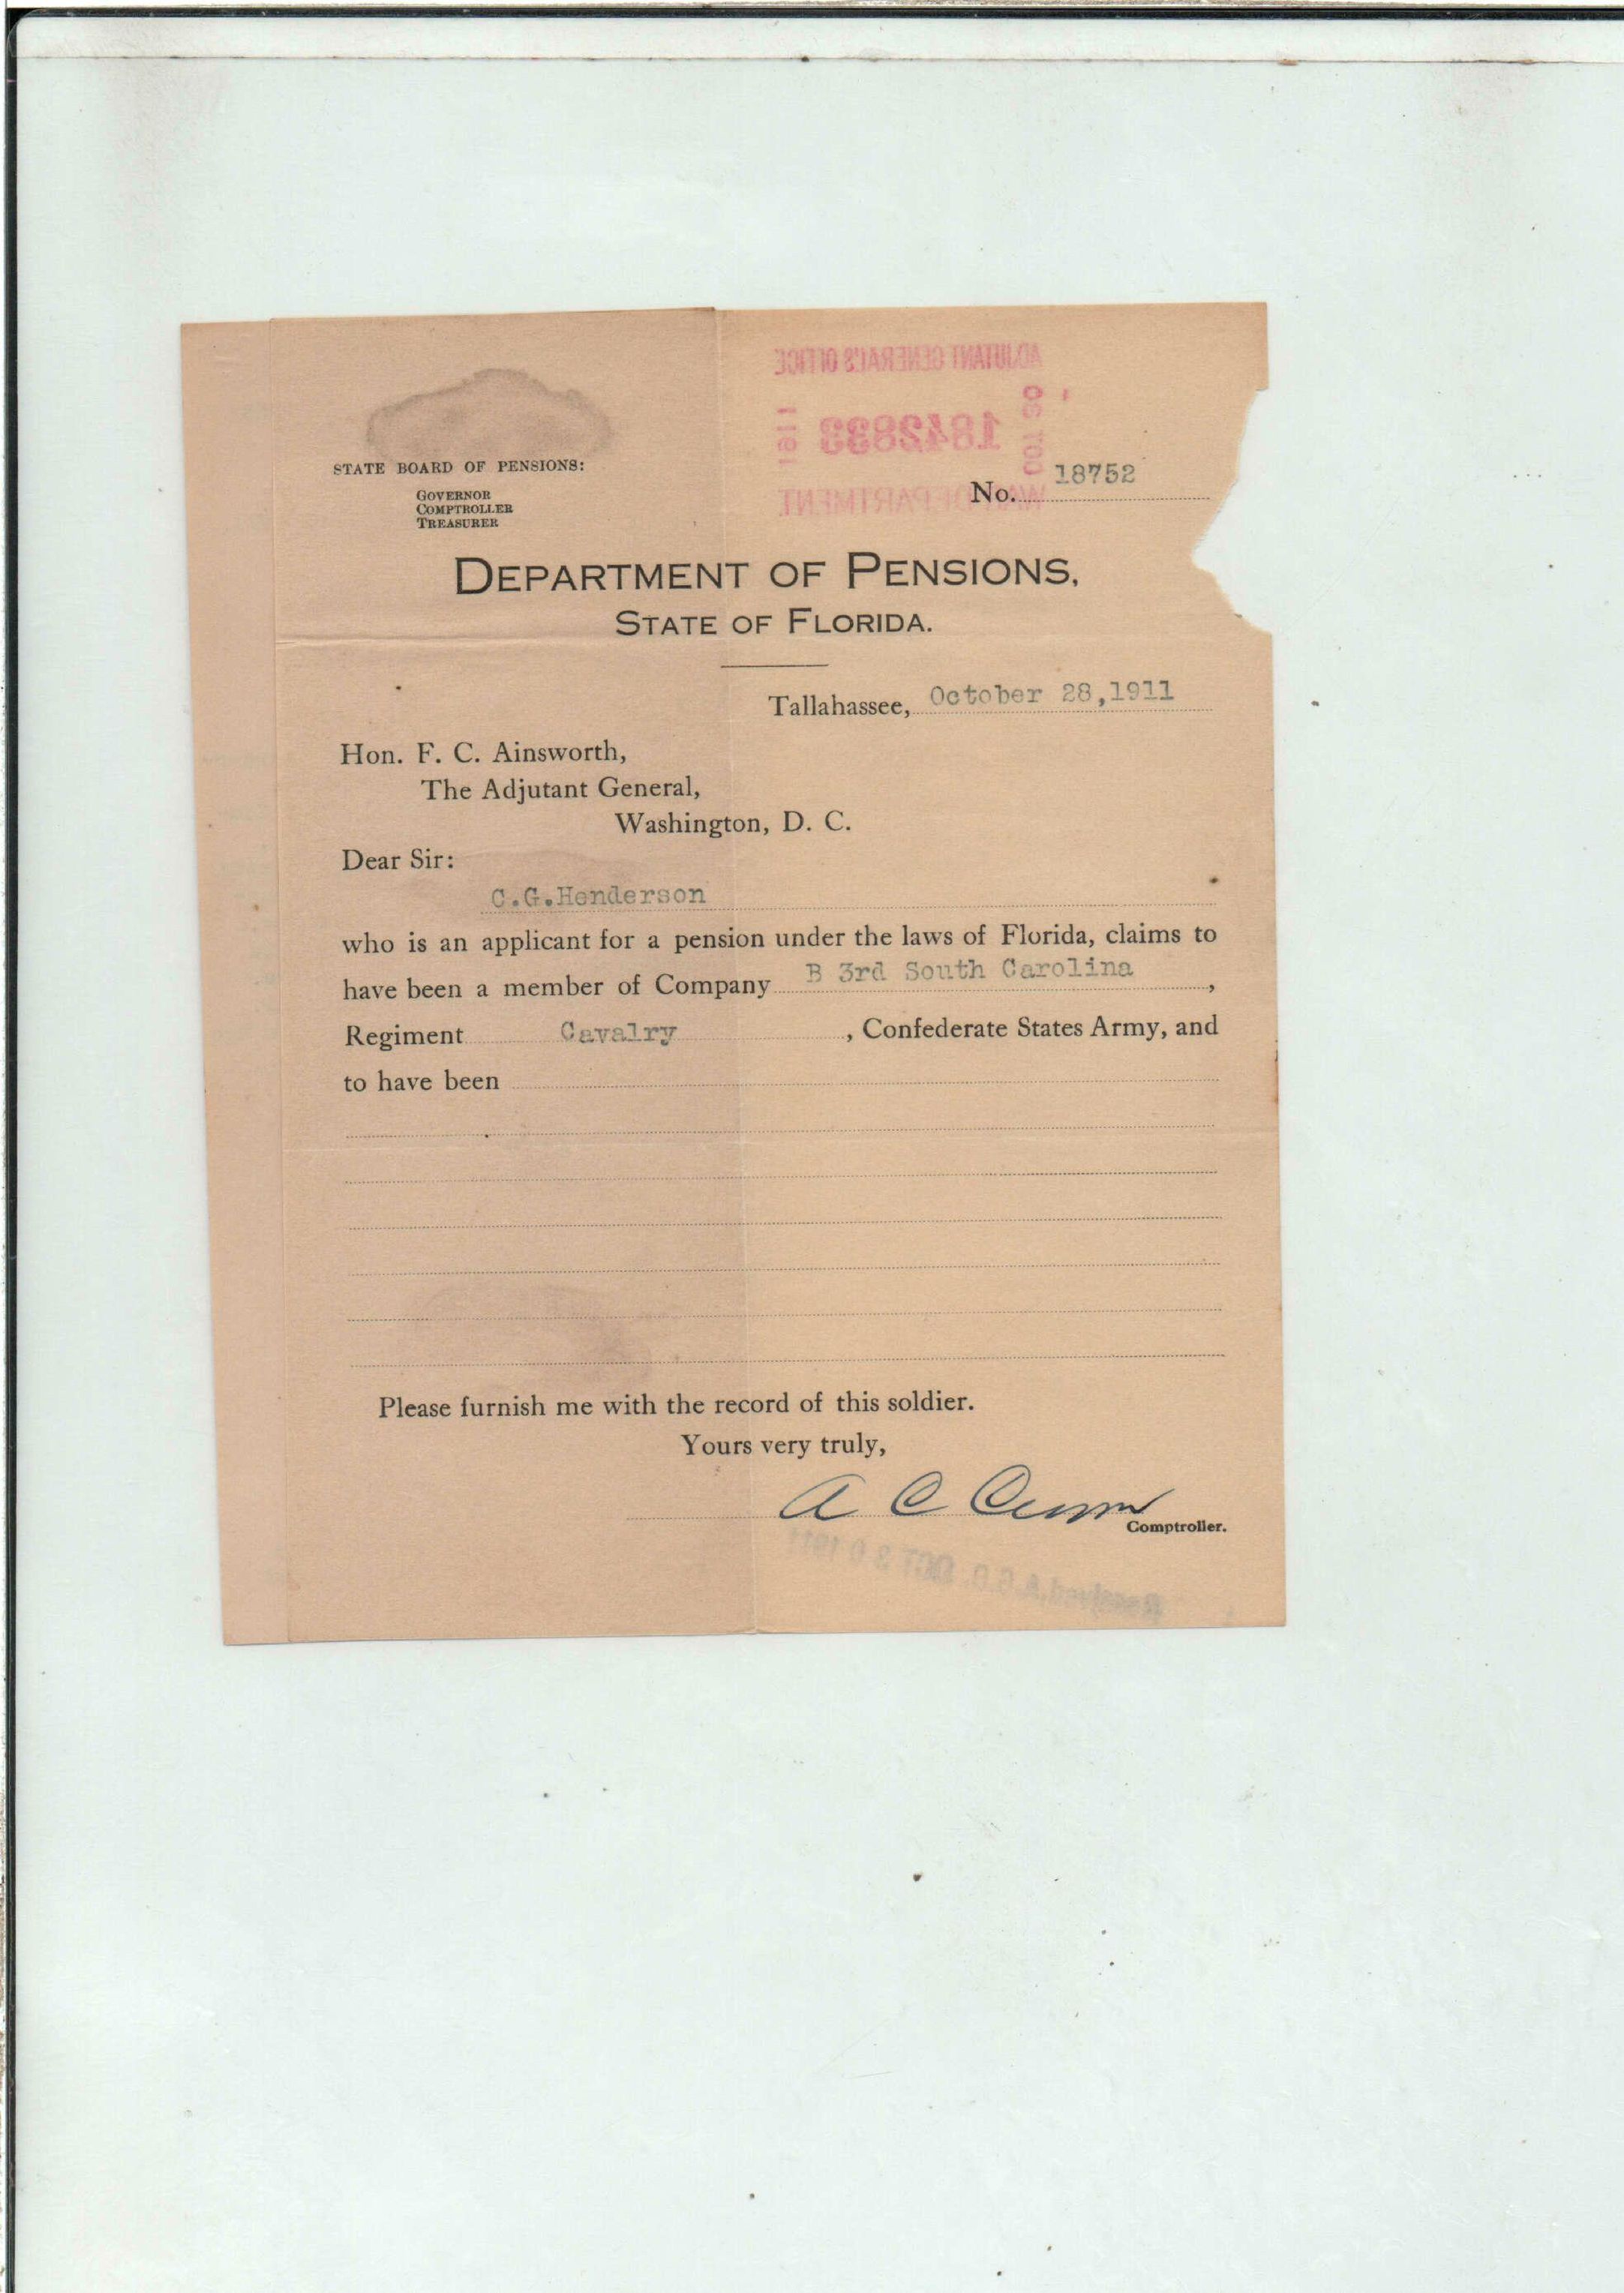 ADJUTANT GENERAL'S OFFICE
1911 1842833 OCT 30
WAR DEPARTMENT
STATE BOARD OF PENSIONS:
GOVERNOR
COMPTROLLER
TREASURER
No. 18752
DEPARTMENT OF PENSIONS,
STATE OF FLORIDA.
Tallahassee, October 28,1911
Hon. F. C. Ainsworth,
The Adjutant General,
Washington, D. C.
Dear Sir:
C.G.Henderson
who is an applicant for a pension under the laws of Florida, claims to
have been a member of Company B 3rd South Carolina ,
Regiment Cavalry , Confederate States Army, and
to have been
Please furnish me with the record of this soldier.
Yours very truly,
A C Croom
Comptroller.
Received A.G.O. OCT 30 1911